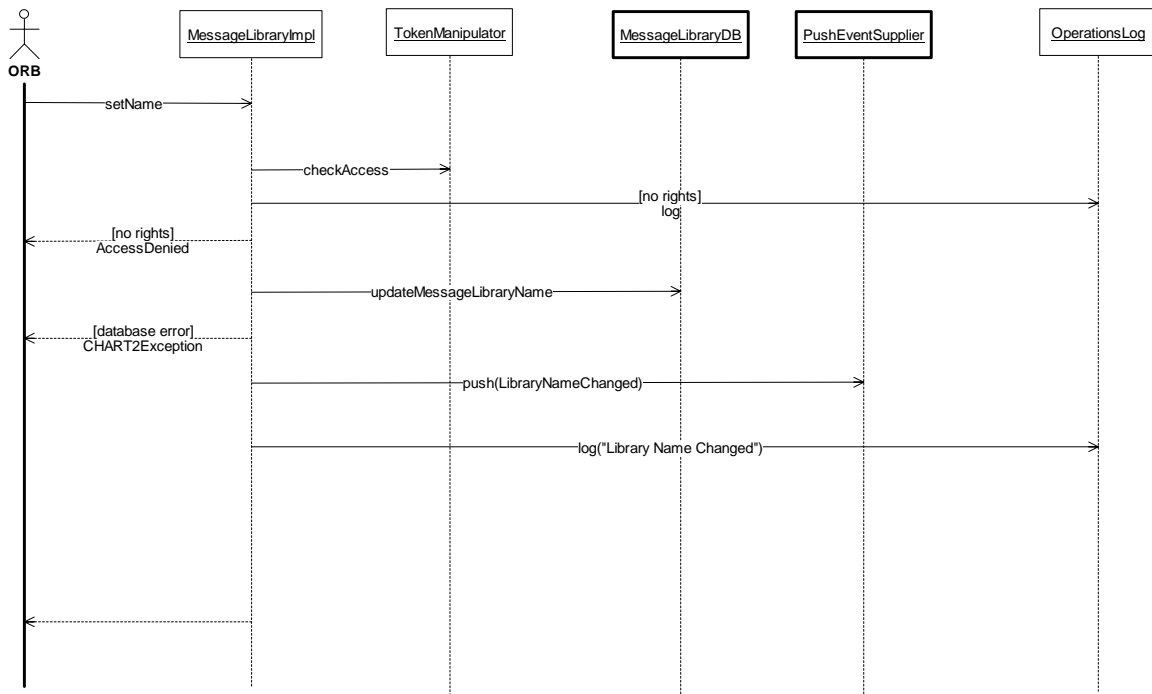 ORB
MessageLibraryImpl
TokenManipulator
MessageLibraryDB
PushEventSupplier
OperationsLog
setName
checkAccess
[no rights]
log
[no rights]
AccessDenied
updateMessageLibraryName
[database error]
CHART2Exception
push(LibraryNameChanged)
log("Library Name Changed")